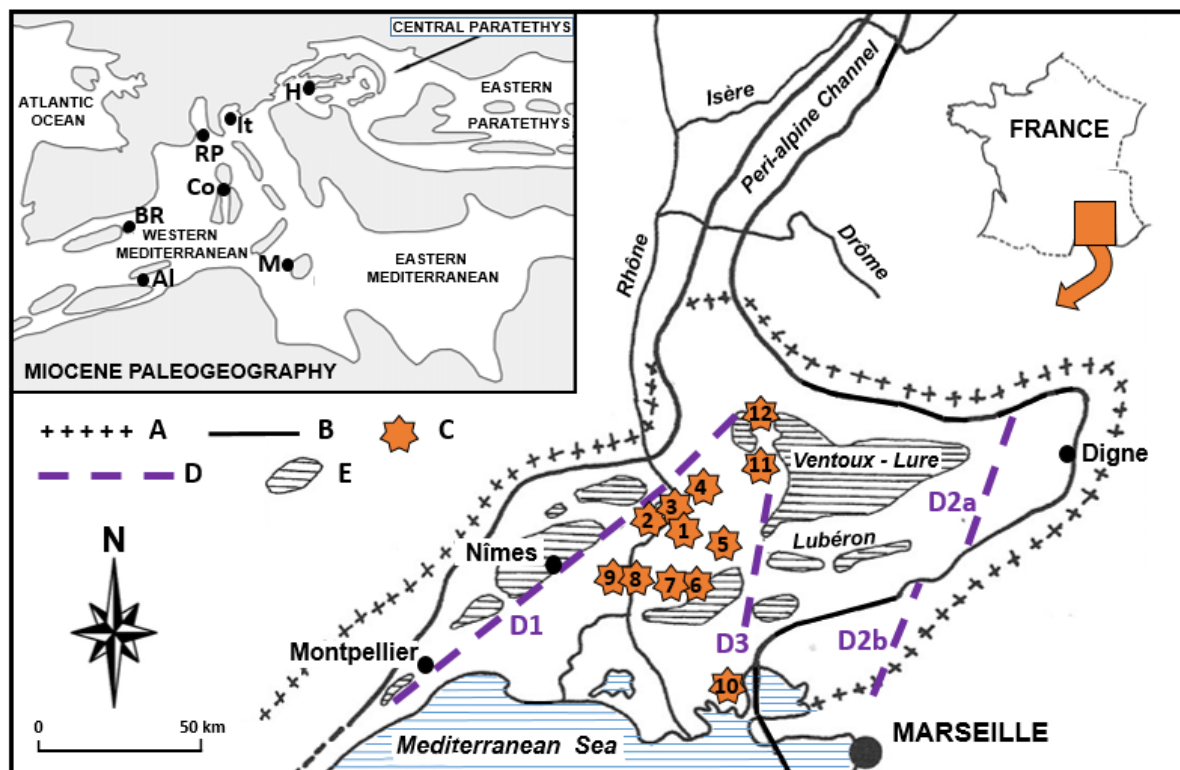 CENTRAL PARATETHYS
ATLANTIC
OCEAN
H
EASTERN
PARATETHYS
It
RP
Co
BR
WESTERN
MEDITERRANEAN
M
EASTERN
MEDITERRANEAN
Al
MIOCENE PALEOGEOGRAPHY
A
B
C
D
E
N
0
50 km
Isère
Peri-alpine Channel
Rhône
Drôme
FRANCE
12
11
Ventoux - Lure
Digne
4
3
2
1
5
D2a
Lubéron
Nîmes
9
8
7
6
D1
D3
D2b
Montpellier
10
Mediterranean Sea
MARSEILLE